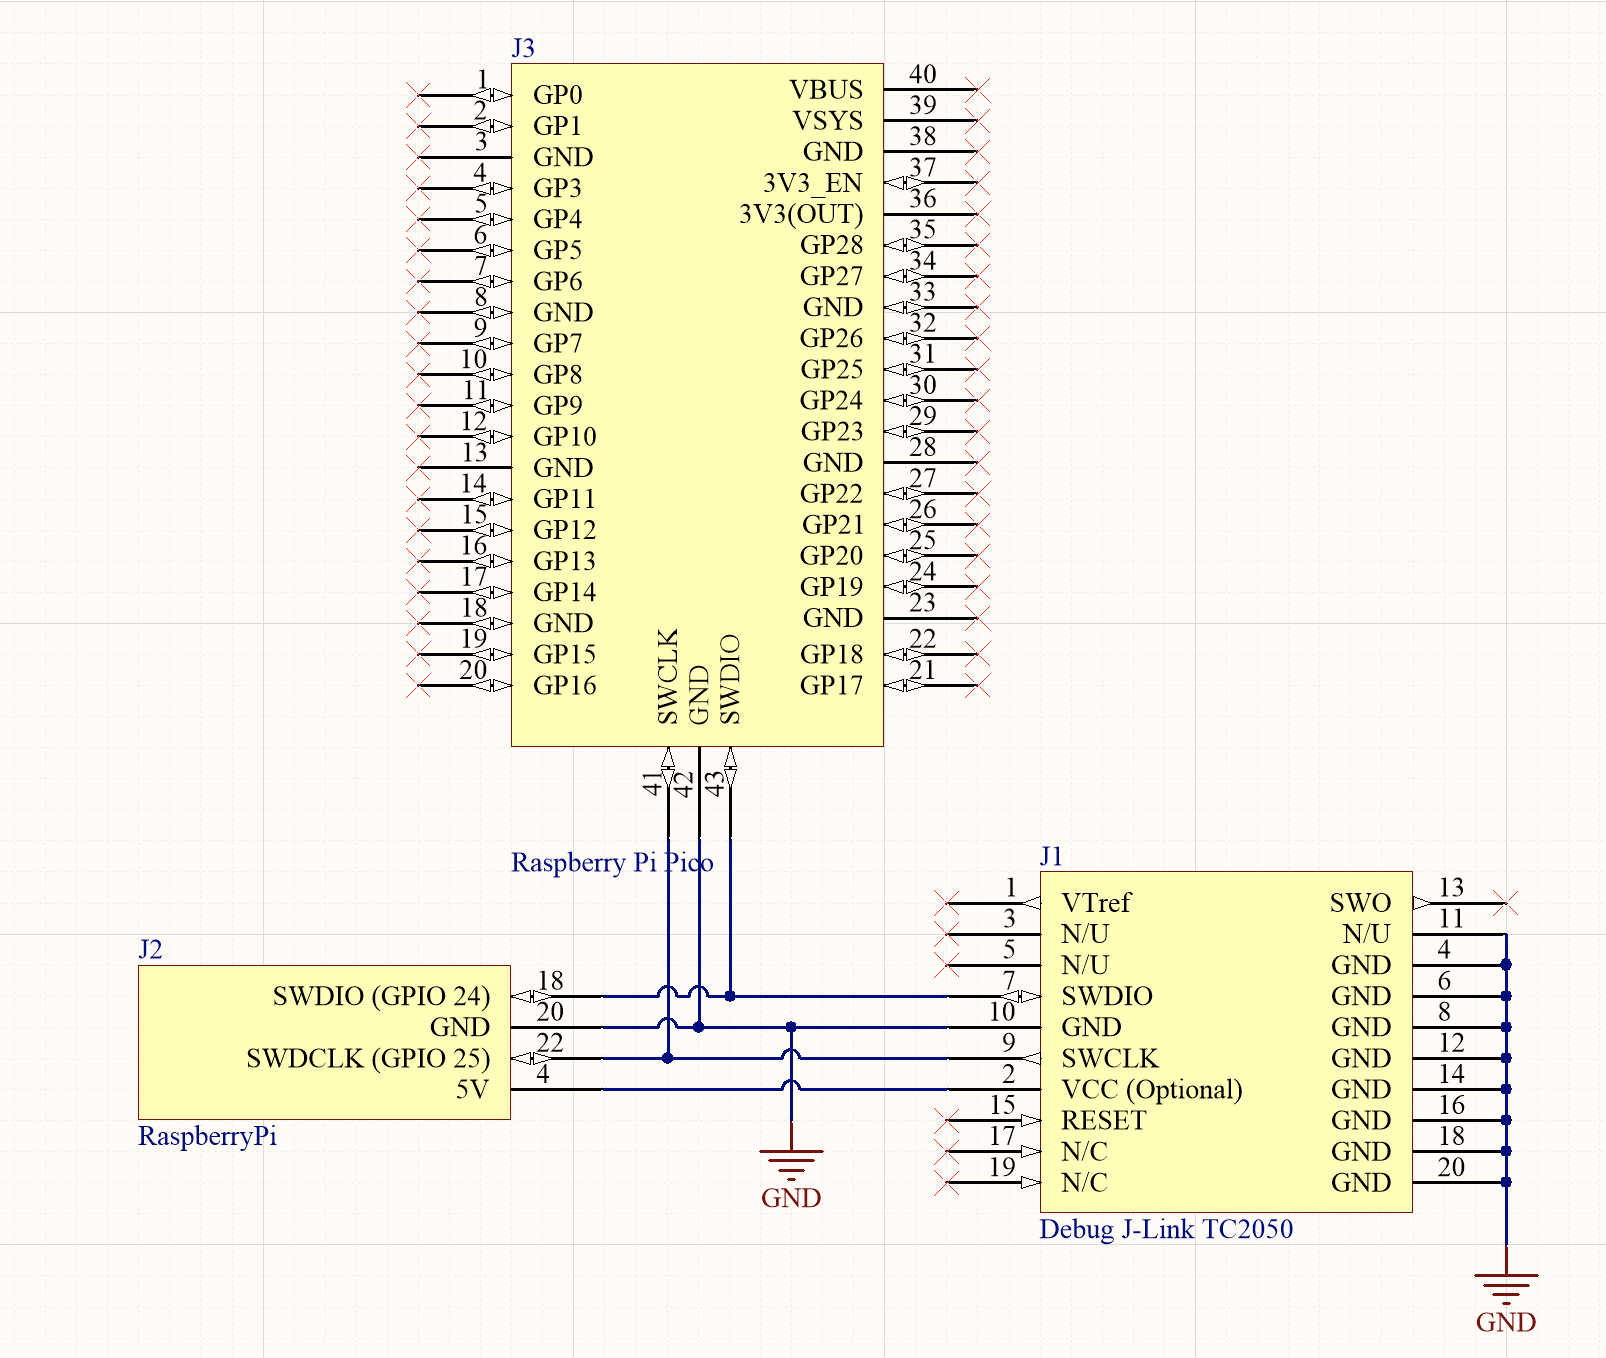 J3
1 GP0 VBUS 40
2 GP1 VSYS 39
3 GND GND 38
4 GP3 3V3_EN 37
5 GP4 3V3(OUT) 36
6 GP5 GP28 35
7 GP6 GP27 34
8 GND GND 33
9 GP7 GP26 32
10 GP8 GP25 31
11 GP9 GP24 30
12 GP10 GP23 29
13 GND GND 28
14 GP11 GP22 27
15 GP12 GP21 26
16 GP13 GP20 25
17 GP14 GP19 24
18 GND GND 23
19 GP15 GP18 22
20 GP16 GP17 21
SWCLK GND SWDIO
41 42 43
Raspberry Pi Pico
J2
SWDIO (GPIO 24) 18
GND 20
SWDCLK (GPIO 25) 22
5V 4
RaspberryPi
GND
J1
1 VTref SWO 13
3 N/U N/U 11
5 N/U GND 4
7 SWDIO GND 6
10 GND GND 8
9 SWCLK GND 12
2 VCC (Optional) GND 14
15 RESET GND 16
17 N/C GND 18
19 N/C GND 20
Debug J-Link TC2050
GND